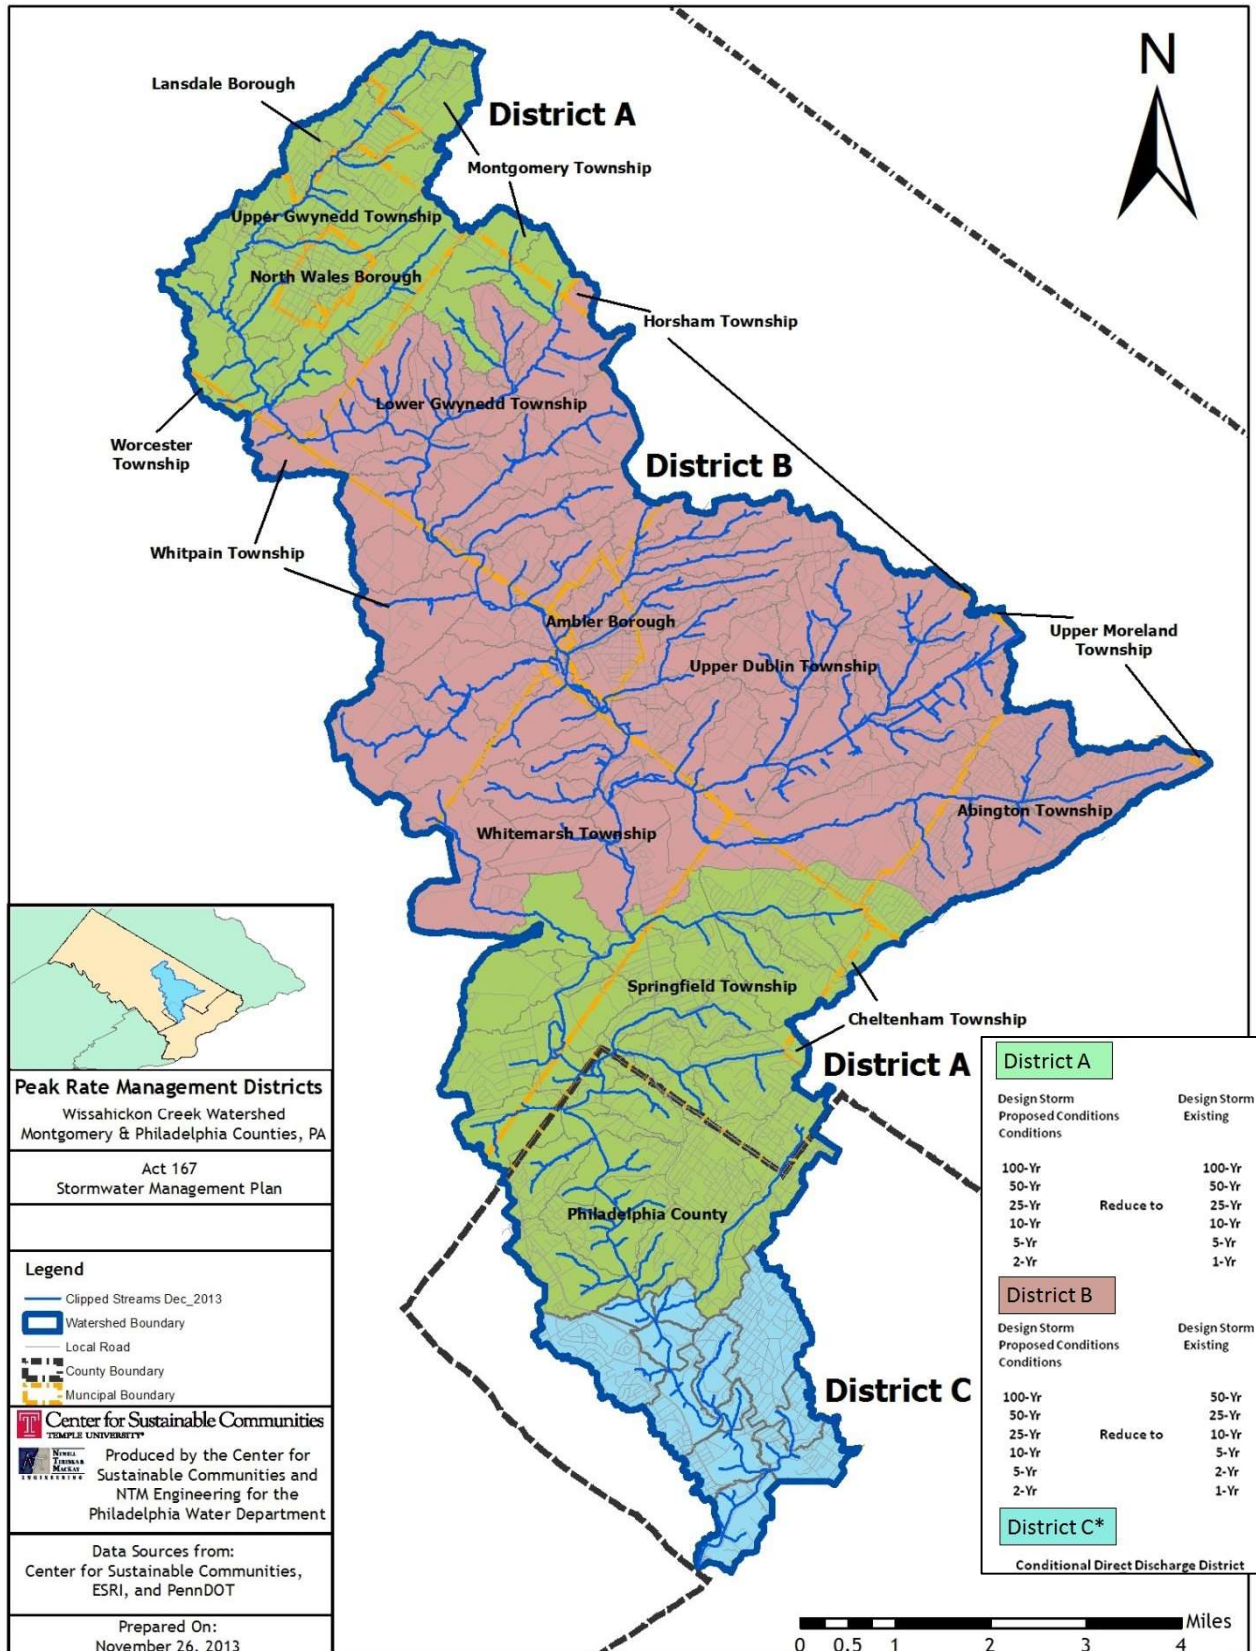 N
Lansdale Borough
District A
Montgomery Township
Upper Gwynedd Township
North Wales Borough
Horsham Township
Lower Gwynedd Township
Worcester
Township
District B
Whitpain Township
Ambler Borough
Upper Moreland
Township
Upper Dublin Township
Abington Township
Whitemarsh Township
Springfield Township
Cheltenham Township
District A
Philadelphia County
District C
Peak Rate Management Districts
Wissahickon Creek Watershed
Montgomery & Philadelphia Counties, PA
Act 167
Stormwater Management Plan
Legend
Clipped Streams Dec_2013
Watershed Boundary
Local Road
County Boundary
Muncipal Boundary
Center for Sustainable Communities
TEMPLE UNIVERSITY®
NEWELL
TERESKA &
MACKAY
ENGINEERING
Produced by the Center for
Sustainable Communities and
NTM Engineering for the
Philadelphia Water Department
Data Sources from:
Center for Sustainable Communities,
ESRI, and PennDOT
Prepared On:
November 26, 2013
District A
Design Storm Design Storm
Proposed Conditions Existing
Conditions
100-Yr 100-Yr
50-Yr 50-Yr
25-Yr Reduce to 25-Yr
10-Yr 10-Yr
5-Yr 5-Yr
2-Yr 1-Yr
District B
Design Storm Design Storm
Proposed Conditions Existing
Conditions
100-Yr 50-Yr
50-Yr 25-Yr
25-Yr Reduce to 10-Yr
10-Yr 5-Yr
5-Yr 2-Yr
2-Yr 1-Yr
District C*
Conditional Direct Discharge District
Miles
0 0.5 1 2 3 4